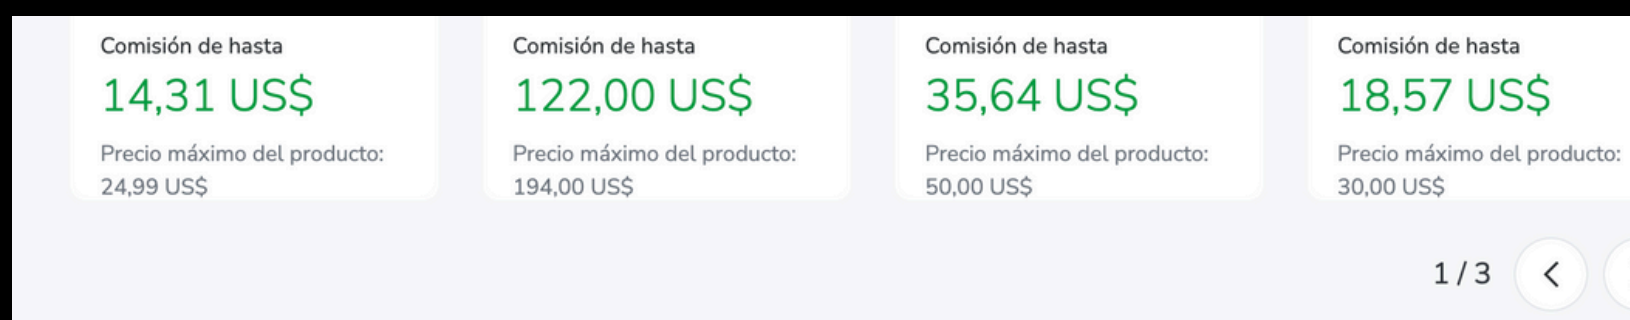 Comisión de hasta
14,31 US$
Precio máximo del producto:
24,99 US$
Comisión de hasta
122,00 US$
Precio máximo del producto:
194,00 US$
Comisión de hasta
35,64 US$
Precio máximo del producto:
50,00 US$
Comisión de hasta
18,57 US$
Precio máximo del producto:
30,00 US$
1 / 3